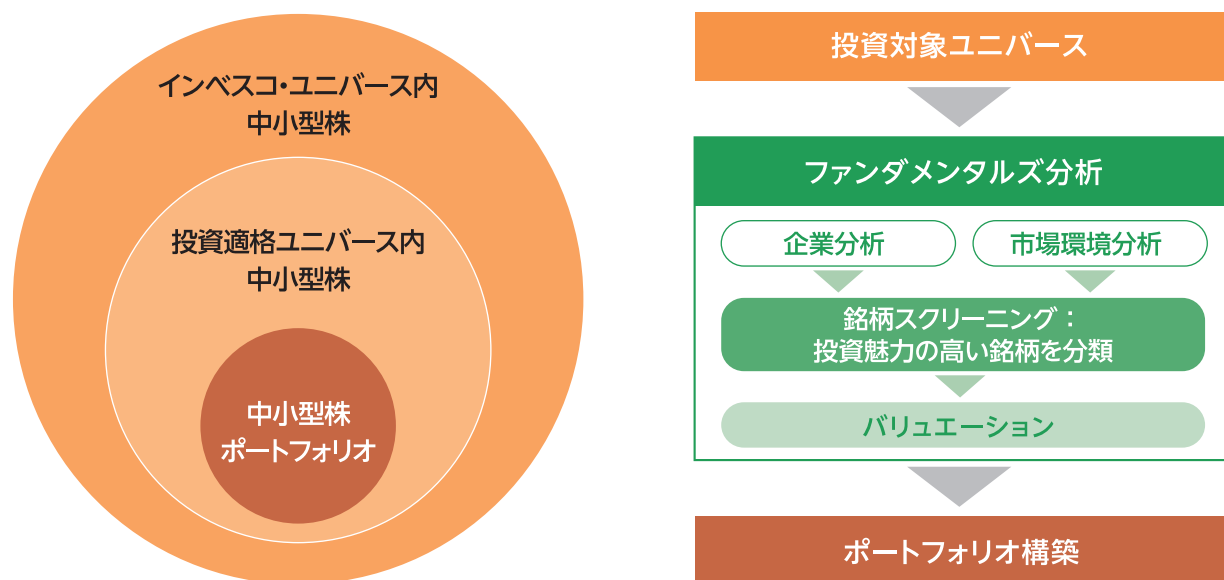 インベスコ・ユニバース内
中小型株
投資適格ユニバース内
中小型株
中小型株
ポートフォリオ
投資対象ユニバース
ファンダメンタルズ分析
企業分析
市場環境分析
銘柄スクリーニング：
投資魅力の高い銘柄を分類
バリュエーション
ポートフォリオ構築